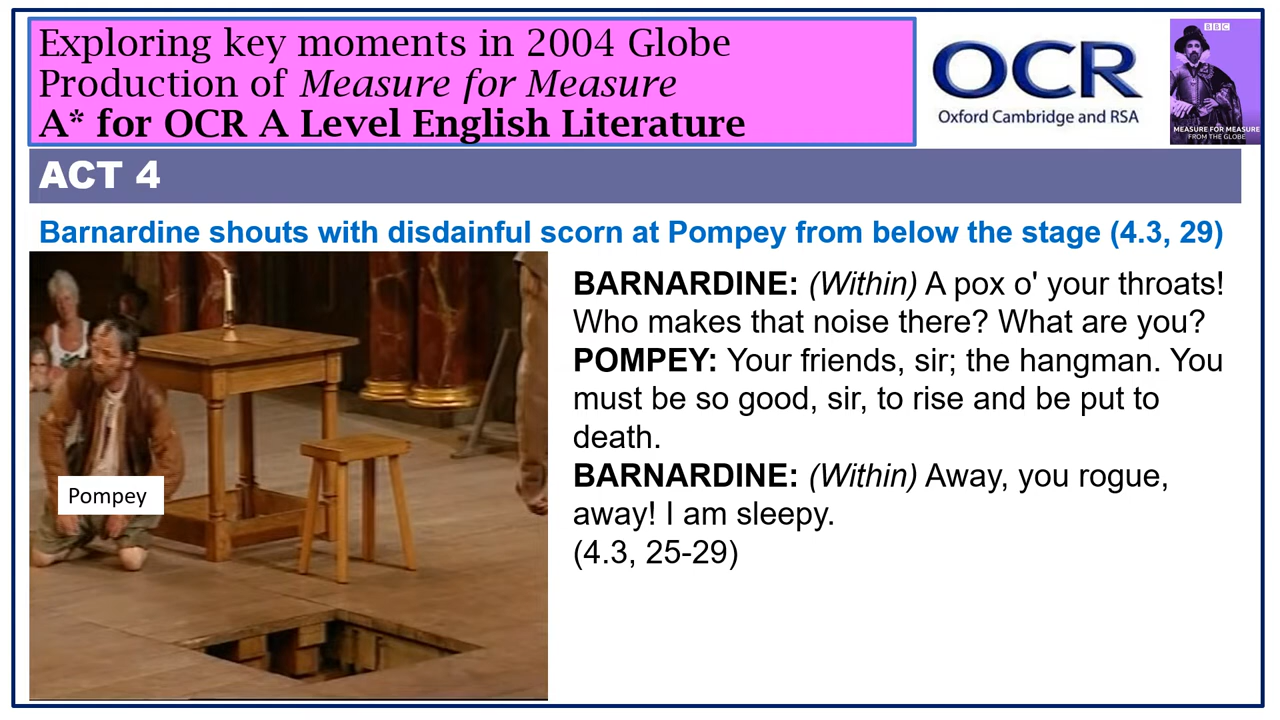 Exploring key moments in 2004 Globe
Production of Measure for Measure
A* for OCR A Level English Literature
OCR
Oxford Cambridge and RSA
BBC
MEASURE FOR MEASURE
FROM THE GLOBE
ACT 4
Barnardine shouts with disdainful scorn at Pompey from below the stage (4.3, 29)
Pompey
BARNARDINE: (Within) A pox o' your throats!
Who makes that noise there? What are you?
POMPEY: Your friends, sir; the hangman. You
must be so good, sir, to rise and be put to
death.
BARNARDINE: (Within) Away, you rogue,
away! I am sleepy.
(4.3, 25-29)